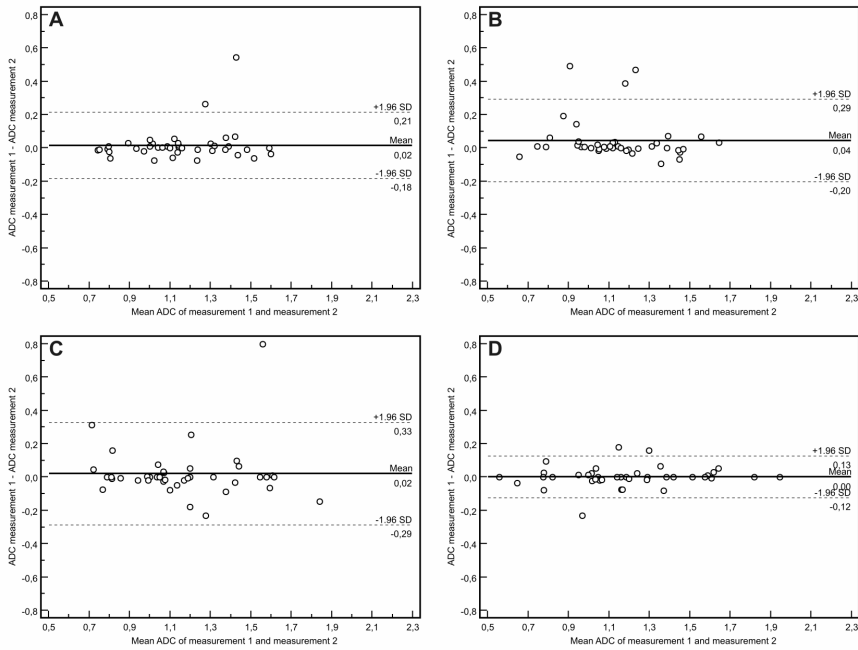 A
ADC measurement 1 - ADC measurement 2
0,8
0,6
0,4
0,2
0,0
-0,2
-0,4
-0,6
-0,8
+1.96 SD
0,21
Mean
0,02
-1.96 SD
-0,18
0,5 0,7 0,9 1,1 1,3 1,5 1,7 1,9 2,1 2,3
Mean ADC of measurement 1 and measurement 2
B
ADC measurement 1 - ADC measurement 2
0,8
0,6
0,4
0,2
0,0
-0,2
-0,4
-0,6
-0,8
+1.96 SD
0,29
Mean
0,04
-1.96 SD
-0,20
0,5 0,7 0,9 1,1 1,3 1,5 1,7 1,9 2,1 2,3
Mean ADC of measurement 1 and measurement 2
C
ADC measurement 1 - ADC measurement 2
0,8
0,6
0,4
0,2
0,0
-0,2
-0,4
-0,6
-0,8
+1.96 SD
0,33
Mean
0,02
-1.96 SD
-0,29
0,5 0,7 0,9 1,1 1,3 1,5 1,7 1,9 2,1 2,3
Mean ADC of measurement 1 and measurement 2
D
ADC measurement 1 - ADC measurement 2
0,8
0,6
0,4
0,2
0,0
-0,2
-0,4
-0,6
-0,8
+1.96 SD
0,13
Mean
0,00
-1.96 SD
-0,12
0,5 0,7 0,9 1,1 1,3 1,5 1,7 1,9 2,1 2,3
Mean ADC of measurement 1 and measurement 2